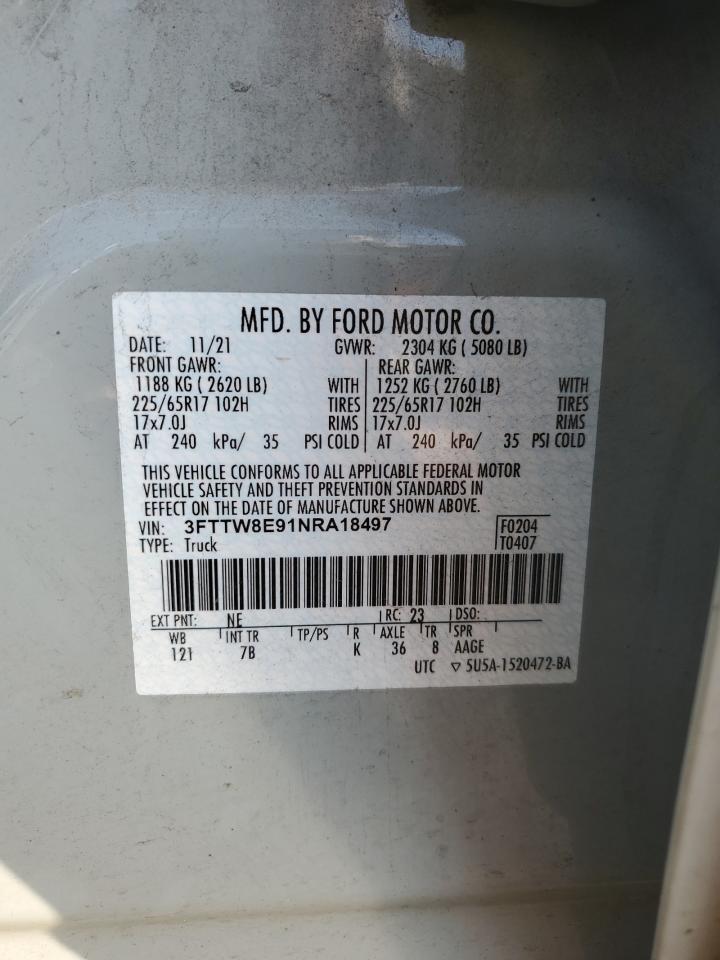 MFD. BY FORD MOTOR CO.
DATE: 11/21 GVWR: 2304 KG ( 5080 LB)
FRONT GAWR: REAR GAWR:
1188 KG ( 2620 LB) WITH 1252 KG ( 2760 LB) WITH
225/65R17 102H TIRES 225/65R17 102H TIRES
17x7.0J RIMS 17x7.0J RIMS
AT 240 kPa/ 35 PSI COLD AT 240 kPa/ 35 PSI COLD
THIS VEHICLE CONFORMS TO ALL APPLICABLE FEDERAL MOTOR
VEHICLE SAFETY AND THEFT PREVENTION STANDARDS IN
EFFECT ON THE DATE OF MANUFACTURE SHOWN ABOVE.
VIN: 3FTTW8E91NRA18497 F0204
TYPE: Truck T0407
EXT PNT: NE RC: 23 DSO:
WB INT TR TP/PS R AXLE TR SPR
121 7B K 36 8 AAGE
UTC ▽ 5U5A-1520472-BA